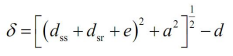 δ = [(d_ss + d_sr + e)^2 + a^2]^{1/2} − d